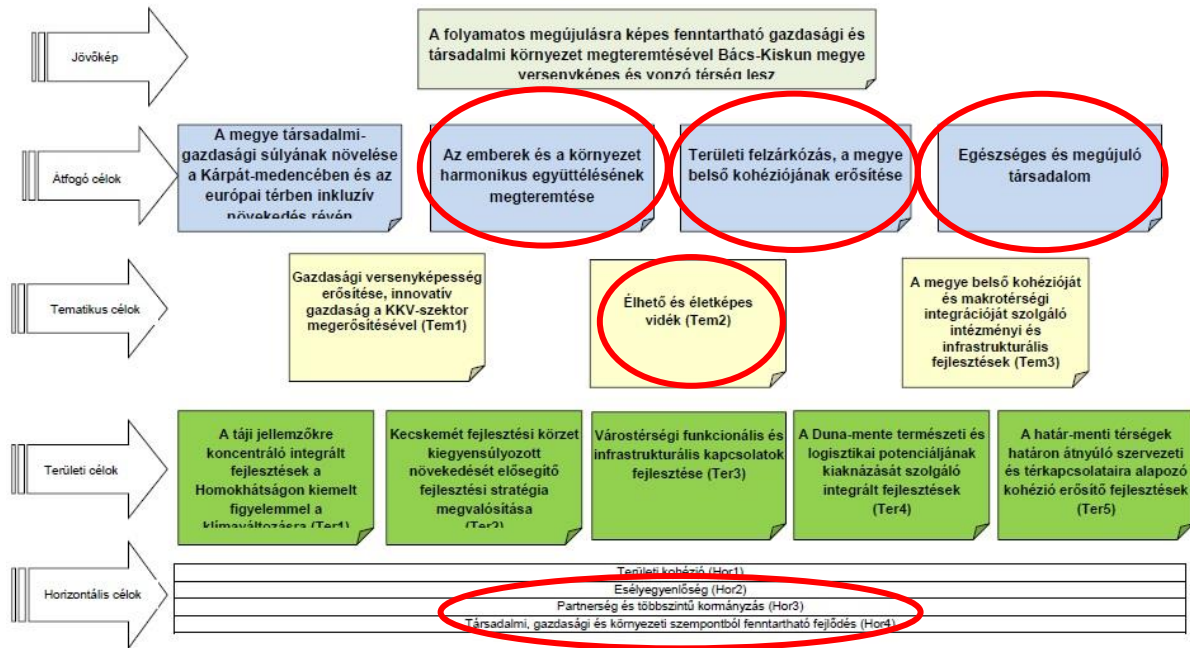 Jövőkép
A folyamatos megújulásra képes fenntartható gazdasági és
társadalmi környezet megteremtésével Bács-Kiskun megye
versenyképes és vonzó térség lesz
Átfogó célok
A megye társadalmi-
gazdasági súlyának növelése
a Kárpát-medencében és az
európai térben inkluzív
növekedés révén
Az emberek és a környezet
harmonikus együttélésének
megteremtése
Területi felzárkózás, a megye
belső kohéziójának erősítése
Egészséges és megújuló
társadalom
Tematikus célok
Gazdasági versenyképesség
erősítése, innovatív
gazdaság a KKV-szektor
megerősítésével (Tem1)
Élhető és életképes
vidék (Tem2)
A megye belső kohézióját
és makrotérségi
integrációját szolgáló
intézményi és
infrastrukturális
fejlesztések (Tem3)
Területi célok
A táji jellemzőkre
koncentráló integrált
fejlesztések a
Homokhátságon kiemelt
figyelemmel a
klímaváltozásra (Ter1)
Kecskemét fejlesztési körzet
kiegyensúlyozott
növekedését elősegítő
fejlesztési stratégia
megvalósítása
(Ter2)
Várostérségi funkcionális és
infrastrukturális kapcsolatok
fejlesztése (Ter3)
A Duna-mente természeti és
logisztikai potenciáljának
kiaknázását szolgáló
integrált fejlesztések
(Ter4)
A határ-menti térségek
határon átnyúló szervezeti
és térkapcsolataira alapozó
kohézió erősítő fejlesztések
(Ter5)
Horizontális célok
Területi kohézió (Hor1)
Esélyegyenlőség (Hor2)
Partnerség és többszintű kormányzás (Hor3)
Társadalmi, gazdasági és környezeti szempontból fenntartható fejlődés (Hor4)